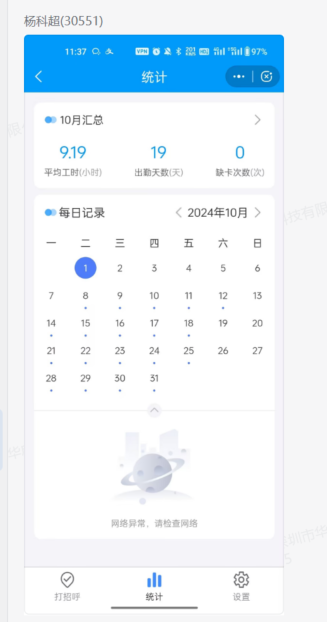 杨科超(30551)
11:37
97%
统计
10月汇总
9.19
19
0
平均工时(小时)
出勤天数(天)
缺卡次数(次)
每日记录
2024年10月
一 二 三 四 五 六 日
1 2 3 4 5 6
7 8 9 10 11 12 13
14 15 16 17 18 19 20
21 22 23 24 25 26 27
28 29 30 31
网络异常，请检查网络
打招呼
统计
设置